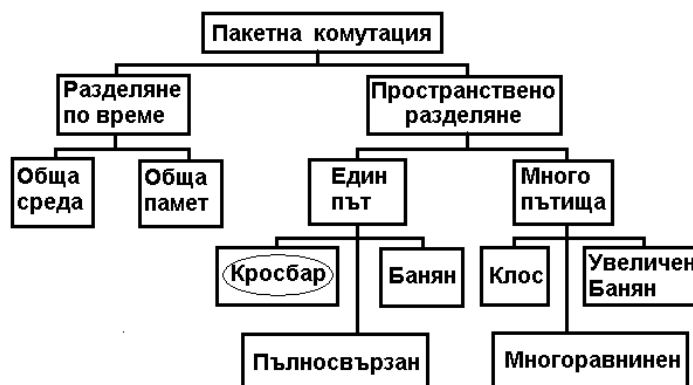 Пакетна комутация
Разделяне
по време
Пространствено
разделяне
Обща
среда
Обща
памет
Един
път
Много
пътища
Кросбар
Банян
Клос
Увеличен
Банян
Пълносвързан
Многоравнинен